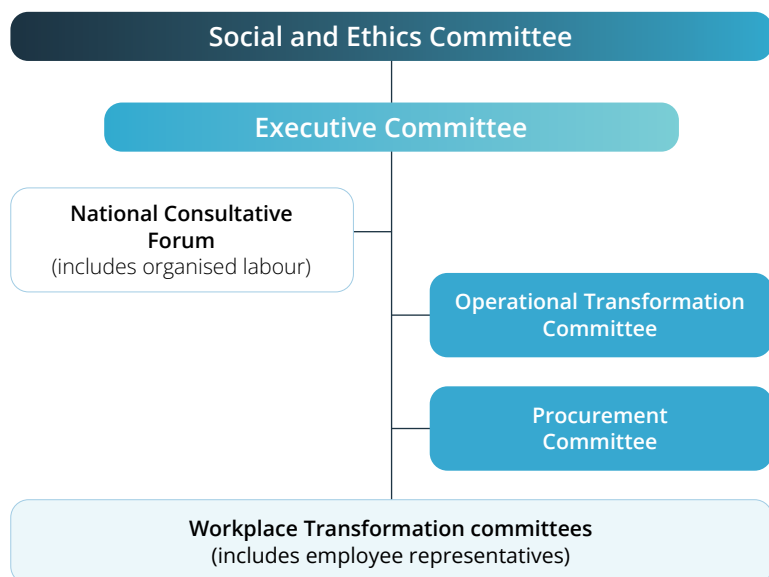 Social and Ethics Committee
Executive Committee
National Consultative
Forum
(includes organised labour)
Operational Transformation
Committee
Procurement
Committee
Workplace Transformation committees
(includes employee representatives)